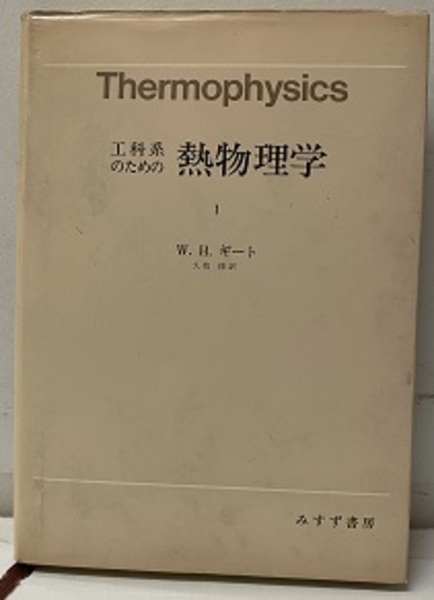 Thermophysics
工科系
のための
熱物理学
1
W. H. ギート
みすず書房